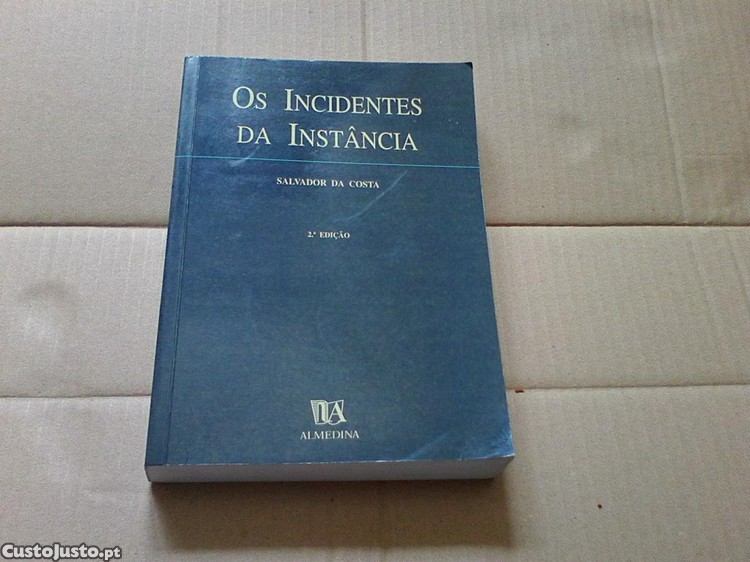 OS INCIDENTES
DA INSTÂNCIA
SALVADOR DA COSTA
2.ª EDIÇÃO
ALMEDINA
CustoJusto.pt